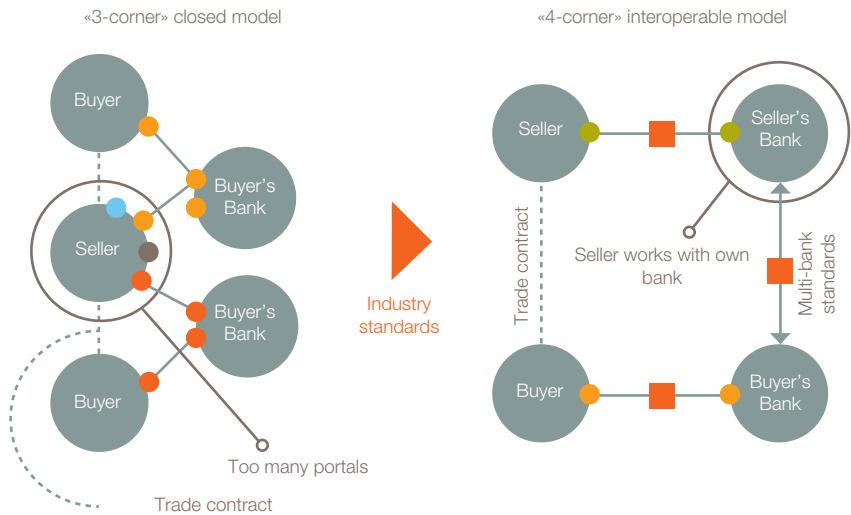 «3-corner» closed model
Buyer
Buyer's
Bank
Seller
Buyer's
Bank
Buyer
Too many portals
Trade contract
Industry
standards
«4-corner» interoperable model
Seller
Seller's
Bank
Trade contract
Seller works with own
bank
Multi-bank
standards
Buyer
Buyer's
Bank